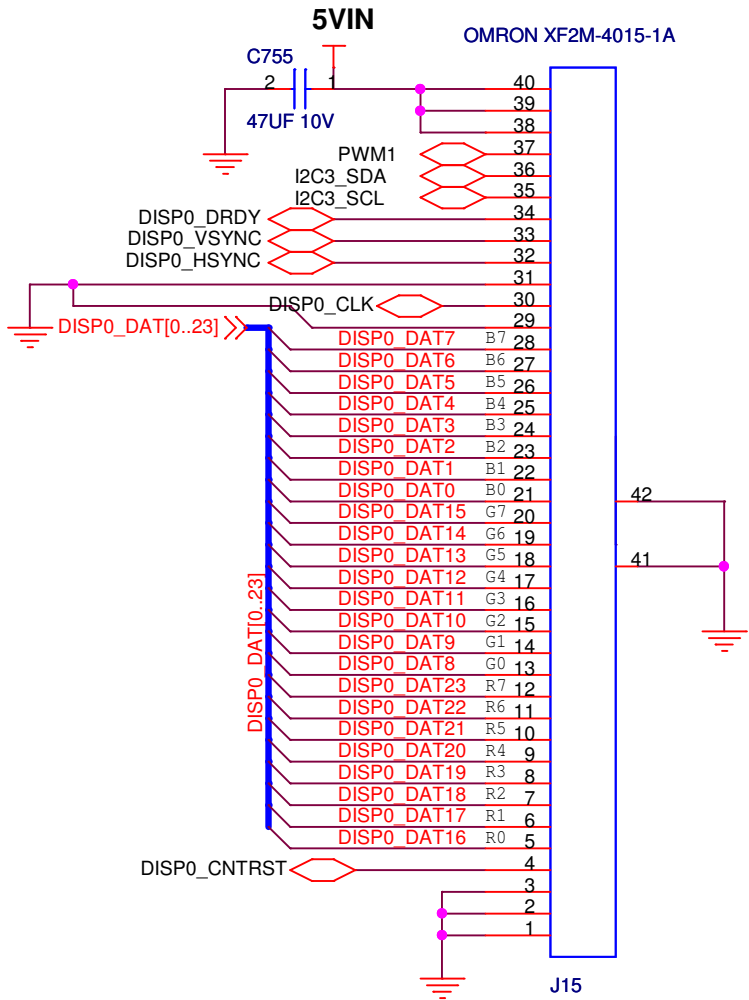 5VIN
OMRON XF2M-4015-1A
C755
2 1
47UF 10V
40
39
38
PWM1 37
I2C3_SDA 36
I2C3_SCL 35
DISP0_DRDY 34
DISP0_VSYNC 33
DISP0_HSYNC 32
31
DISP0_CLK 30
29
DISP0_DAT[0..23]
DISP0_DAT7 B7 28
DISP0_DAT6 B6 27
DISP0_DAT5 B5 26
DISP0_DAT4 B4 25
DISP0_DAT3 B3 24
DISP0_DAT2 B2 23
DISP0_DAT1 B1 22
DISP0_DAT0 B0 21
42
DISP0_DAT15 G7 20
DISP0_DAT14 G6 19
DISP0_DAT13 G5 18
41
DISP0_DAT12 G4 17
DISP0_DAT11 G3 16
DISP0_DAT10 G2 15
DISP0_DAT9 G1 14
DISP0_DAT8 G0 13
DISP0_DAT[0..23]
DISP0_DAT23 R7 12
DISP0_DAT22 R6 11
DISP0_DAT21 R5 10
DISP0_DAT20 R4 9
DISP0_DAT19 R3 8
DISP0_DAT18 R2 7
DISP0_DAT17 R1 6
DISP0_DAT16 R0 5
DISP0_CNTRST 4
3
2
1
J15